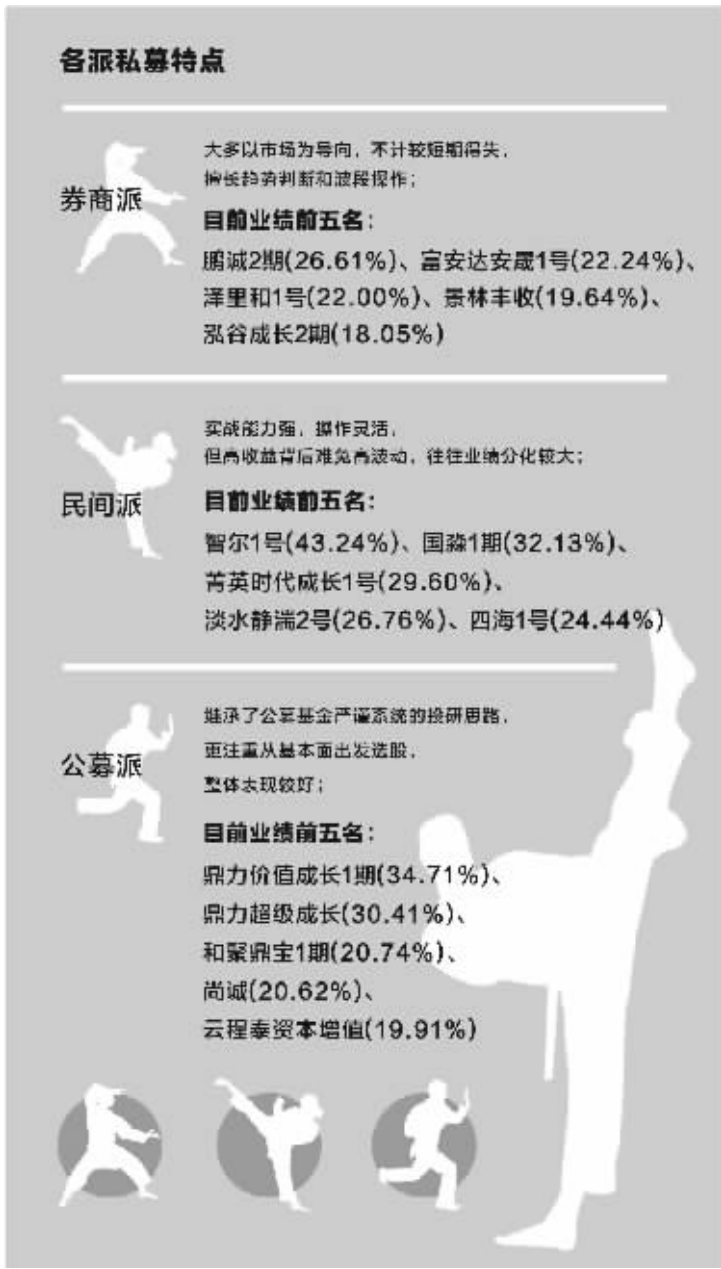 各派私募特点
券商派
大多以市场为导向，不计较短期得失，
擅长趋势判断和波段操作；
目前业绩前五名：
鹏诚2期(26.61%)、富安达安晟1号(22.24%)、
泽里和1号(22.00%)、景林丰收(19.64%)、
泓谷成长2期(18.05%)
民间派
实战能力强，操作灵活，
但高收益背后难免高波动，往往业绩分化较大；
目前业绩前五名：
智尔1号(43.24%)、国淼1期(32.13%)、
菁英时代成长1号(29.60%)、
淡水静湍2号(26.76%)、四海1号(24.44%)
公募派
继承了公募基金严谨系统的投研思路，
更注重从基本面出发选股，
整体表现较好；
目前业绩前五名：
鼎力价值成长1期(34.71%)、
鼎力超级成长(30.41%)、
和聚鼎宝1期(20.74%)、
尚诚(20.62%)、
云程泰资本增值(19.91%)